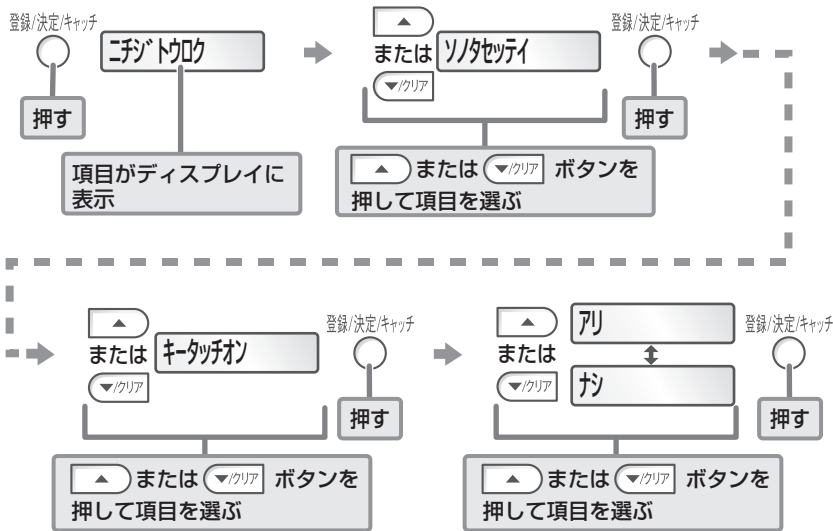 登録/決定/キャッチ
押す
ニチジトウロク
項目がディスプレイに
表示
▲
または
▼/クリア
ソノタセッテイ
登録/決定/キャッチ
押す
▲ または ▼/クリア ボタンを
押して項目を選ぶ
▲
または
▼/クリア
キータッチオン
登録/決定/キャッチ
押す
▲ または ▼/クリア ボタンを
押して項目を選ぶ
▲
または
▼/クリア
アリ
ナシ
登録/決定/キャッチ
押す
▲ または ▼/クリア ボタンを
押して項目を選ぶ